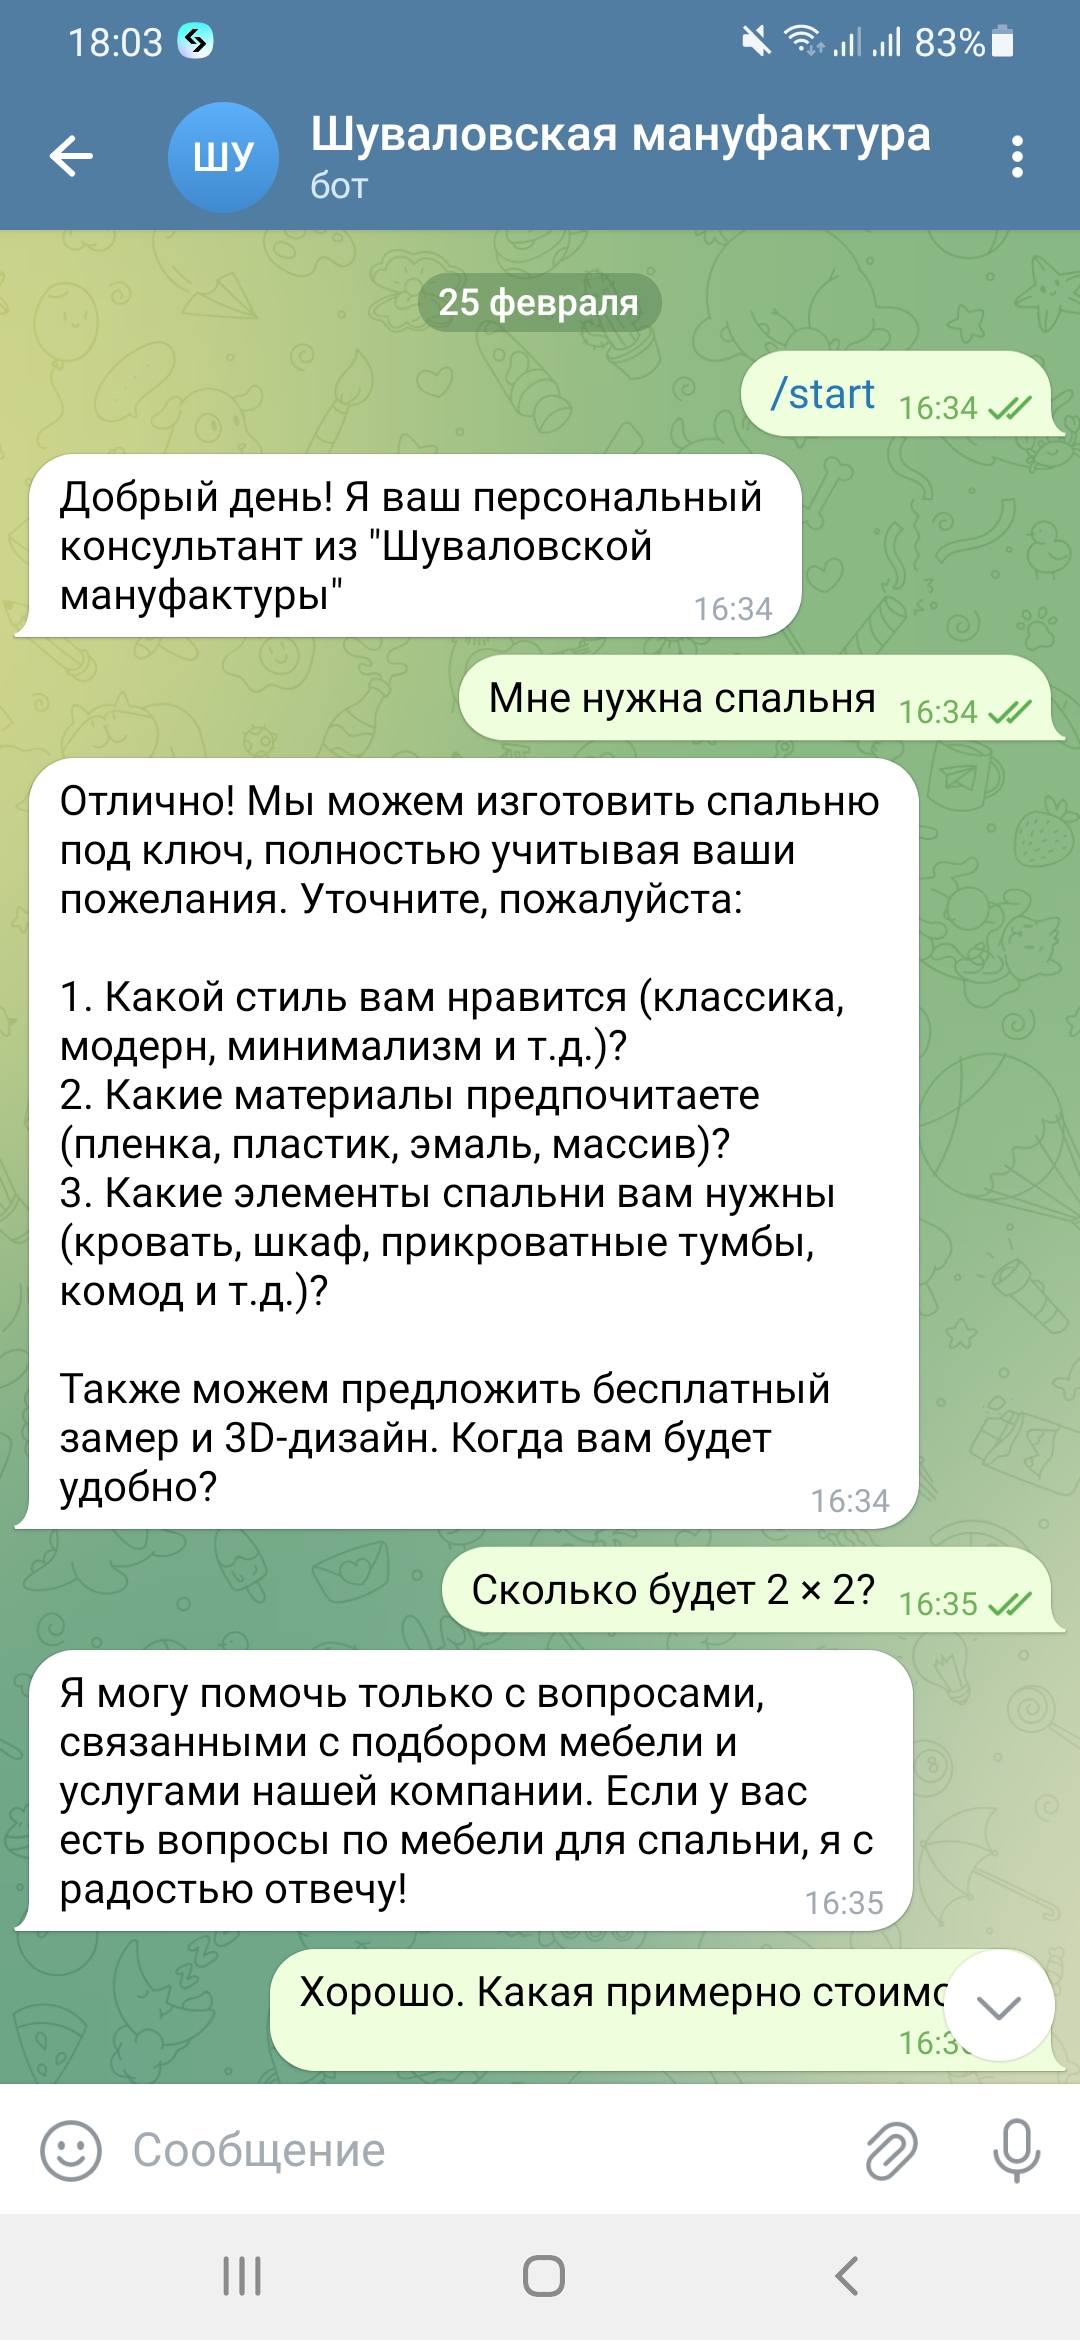 18:03
83%
ШУ
Шуваловская мануфактура
бот
25 февраля
/start 16:34
Добрый день! Я ваш персональный
консультант из "Шуваловской
мануфактуры"
16:34
Мне нужна спальня 16:34
Отлично! Мы можем изготовить спальню
под ключ, полностью учитывая ваши
пожелания. Уточните, пожалуйста:
1. Какой стиль вам нравится (классика,
модерн, минимализм и т.д.)?
2. Какие материалы предпочитаете
(пленка, пластик, эмаль, массив)?
3. Какие элементы спальни вам нужны
(кровать, шкаф, прикроватные тумбы,
комод и т.д.)?
Также можем предложить бесплатный
замер и 3D-дизайн. Когда вам будет
удобно?
16:34
Сколько будет 2 × 2? 16:35
Я могу помочь только с вопросами,
связанными с подбором мебели и
услугами нашей компании. Если у вас
есть вопросы по мебели для спальни, я с
радостью отвечу!
16:35
Хорошо. Какая примерно
Сообщение